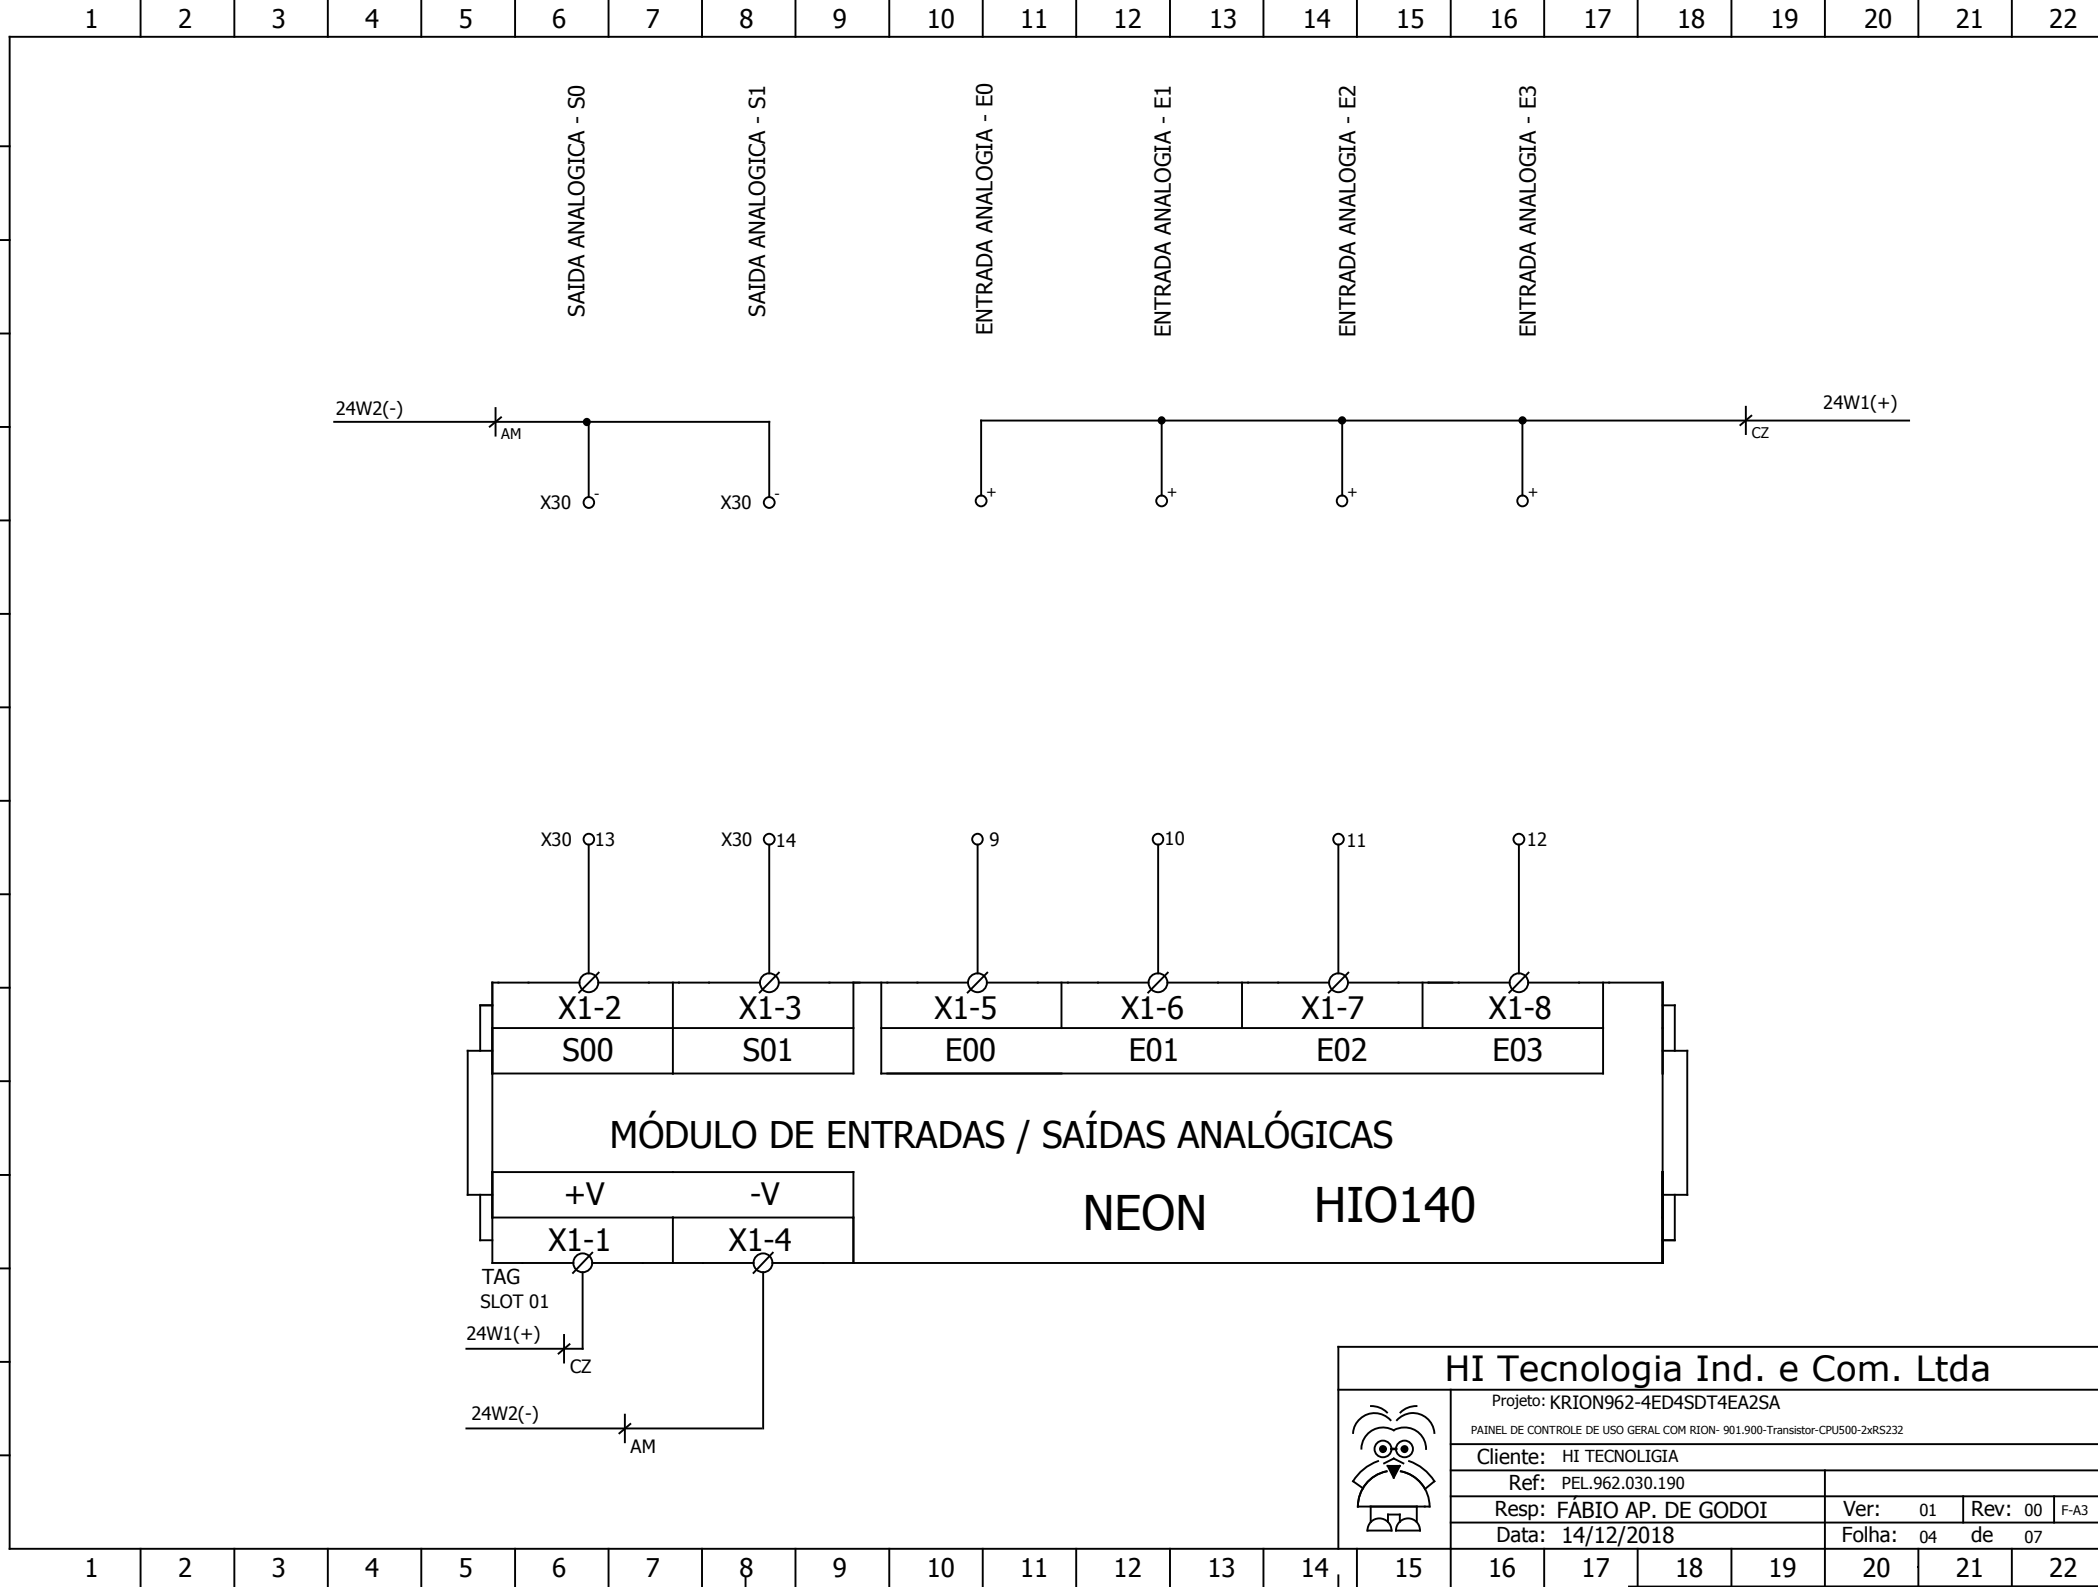 1 2 3 4 5 6 7 8 9 10 11 12 13 14 15 16 17 18 19 20 21 22
SAIDA ANALOGICA - S0
SAIDA ANALOGICA - S1
ENTRADA ANALOGIA - E0
ENTRADA ANALOGIA - E1
ENTRADA ANALOGIA - E2
ENTRADA ANALOGIA - E3
24W2(-) AM
24W1(+) CZ
X30 - X30 - + + + +
X30 13 X30 14 9 10 11 12
X1-2 X1-3 X1-5 X1-6 X1-7 X1-8
S00 S01 E00 E01 E02 E03
MÓDULO DE ENTRADAS / SAÍDAS ANALÓGICAS
+V -V
NEON HIO140
X1-1 X1-4
TAG
SLOT 01
24W1(+)
CZ
24W2(-)
AM
HI Tecnologia Ind. e Com. Ltda
Projeto: KRION962-4ED4SDT4EA2SA
PAINEL DE CONTROLE DE USO GERAL COM RION- 901.900-Transistor-CPU500-2xRS232
Cliente: HI TECNOLIGIA
Ref: PEL.962.030.190
Resp: FÁBIO AP. DE GODOI Ver: 01 Rev: 00 F-A3
Data: 14/12/2018 Folha: 04 de 07
1 2 3 4 5 6 7 8 9 10 11 12 13 14 15 16 17 18 19 20 21 22